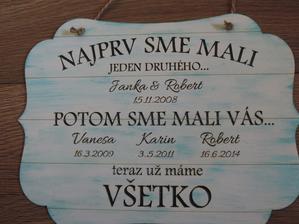 NAJPRV SME MALI
JEDEN DRUHÉHO...
Janka & Robert
15.11.2008
POTOM SME MALI VÁS...
Vanesa Karin Robert
16.3.2009 3.5.2011 16.6.2014
teraz už máme
VŠETKO